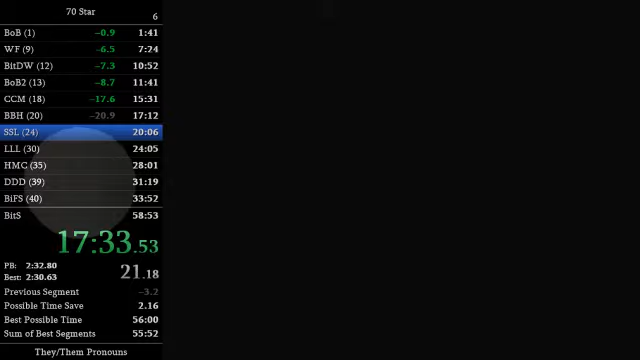 70 Star
6
BoB (1) −0.9 1:41
WF (9) −6.5 7:24
BitDW (12) −7.3 10:52
BoB2 (13) −8.7 11:41
CCM (18) −17.6 15:31
BBH (20) −20.9 17:12
SSL (24) 20:06
LLL (30) 24:05
HMC (35) 28:01
DDD (39) 31:19
BiFS (40) 33:52
BitS 58:53
17:33.53
PB: 2:32.80
Best: 2:30.63
21.18
Previous Segment −3.2
Possible Time Save 2.16
Best Possible Time 56:00
Sum of Best Segments 55:52
They/Them Pronouns